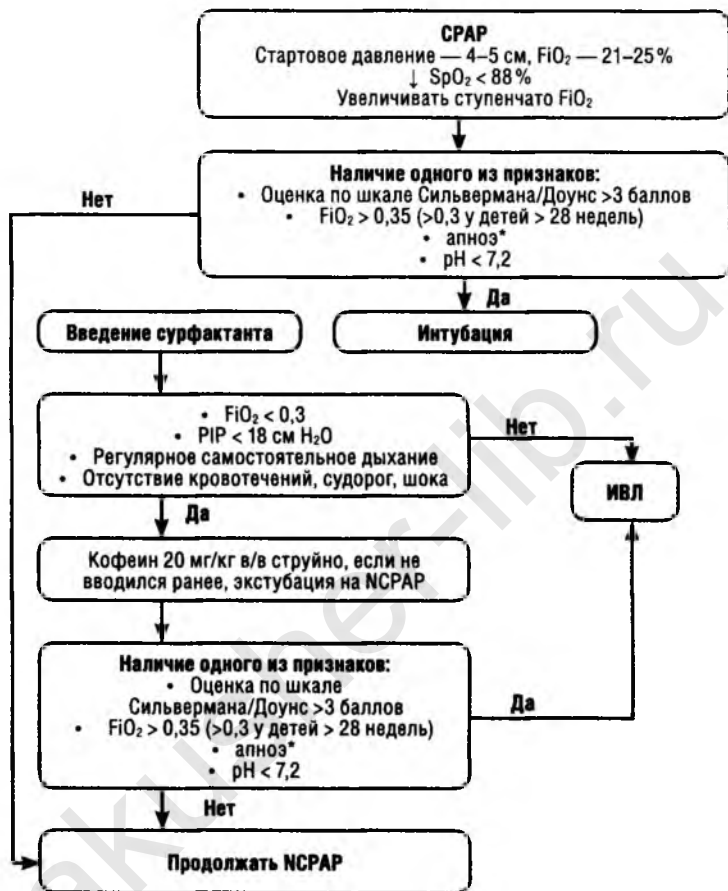 CPAP
Стартовое давление — 4–5 см, FiO₂ — 21–25 %
↓ SpO₂ < 88 %
Увеличивать ступенчато FiO₂
Нет
Наличие одного из признаков:
• Оценка по шкале Сильвермана/Доунс >3 баллов
• FiO₂ > 0,35 (>0,3 у детей > 28 недель)
• апноэ*
• pH < 7,2
Да
Введение сурфактанта
Интубация
• FiO₂ < 0,3
• PIP < 18 см H₂O
• Регулярное самостоятельное дыхание
• Отсутствие кровотечений, судорог, шока
Нет
ИВЛ
Да
Кофеин 20 мг/кг в/в струйно, если не
вводился ранее, экстубация на NCPAP
Наличие одного из признаков:
• Оценка по шкале
Сильвермана/Доунс >3 баллов
• FiO₂ > 0,35 (>0,3 у детей > 28 недель)
• апноэ*
• pH < 7,2
Да
Нет
Продолжать NCPAP
akusher-lib.ru